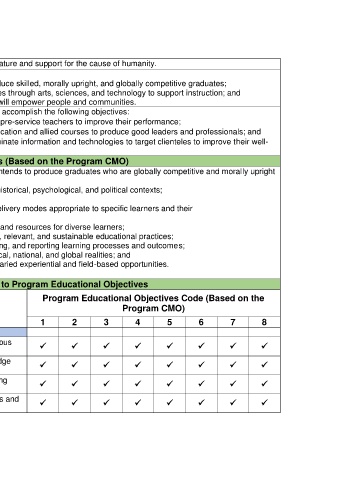 ature and support for the cause of humanity.
duce skilled, morally upright, and globally competitive graduates;
es through arts, sciences, and technology to support instruction; and
will empower people and communities.
accomplish the following objectives:
pre-service teachers to improve their performance;
cation and allied courses to produce good leaders and professionals; and
inate information and technologies to target clienteles to improve their well-
s (Based on the Program CMO)
ntends to produce graduates who are globally competitive and morally upright
istorical, psychological, and political contexts;
elivery modes appropriate to specific learners and their
and resources for diverse learners;
, relevant, and sustainable educational practices;
ng, and reporting learning processes and outcomes;
cal, national, and global realities; and
aried experiential and field-based opportunities.
to Program Educational Objectives
Program Educational Objectives Code (Based on the
Program CMO)
1 2 3 4 5 6 7 8
ous ✓ ✓ ✓ ✓ ✓ ✓ ✓ ✓
dge ✓ ✓ ✓ ✓ ✓ ✓ ✓ ✓
ng ✓ ✓ ✓ ✓ ✓ ✓ ✓ ✓
s and ✓ ✓ ✓ ✓ ✓ ✓ ✓ ✓